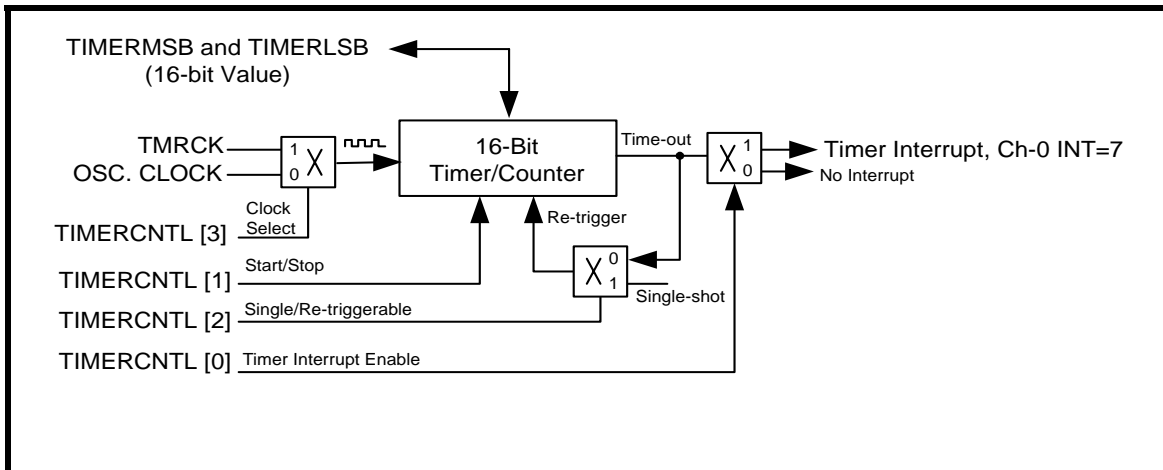 TIMERMSB and TIMERLSB
(16-bit Value)
TMRCK
OSC. CLOCK
1
0
X
16-Bit
Timer/Counter
Time-out
X
1
0
Timer Interrupt, Ch-0 INT=7
No Interrupt
Clock
Select
TIMERCNTL [3]
Re-trigger
X
0
1
Single-shot
TIMERCNTL [1]
Start/Stop
TIMERCNTL [2]
Single/Re-triggerable
TIMERCNTL [0]
Timer Interrupt Enable